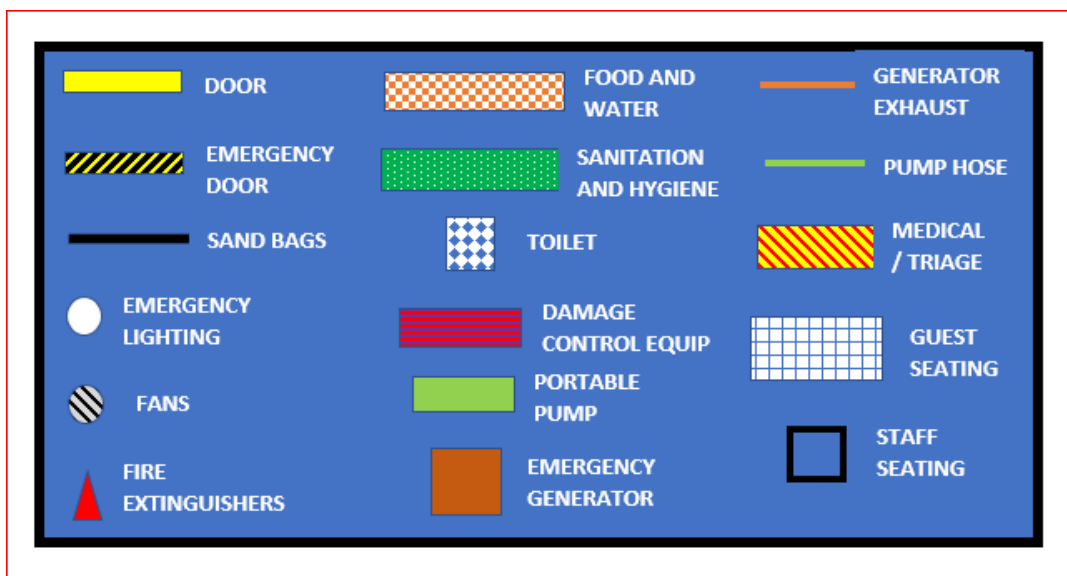 DOOR
EMERGENCY
DOOR
SAND BAGS
EMERGENCY
LIGHTING
FANS
FIRE
EXTINGUISHERS
FOOD AND
WATER
SANITATION
AND HYGIENE
TOILET
DAMAGE
CONTROL EQUIP
PORTABLE
PUMP
EMERGENCY
GENERATOR
GENERATOR
EXHAUST
PUMP HOSE
MEDICAL
/ TRIAGE
GUEST
SEATING
STAFF
SEATING